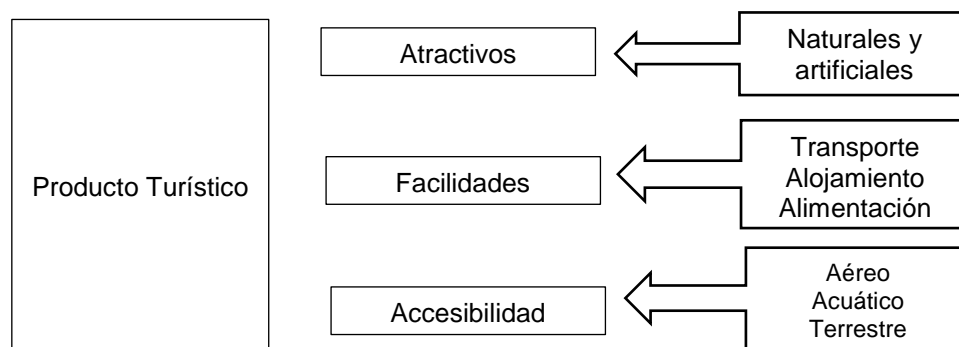 Producto Turístico
Atractivos
Naturales y
artificiales
Facilidades
Transporte
Alojamiento
Alimentación
Accesibilidad
Aéreo
Acuático
Terrestre